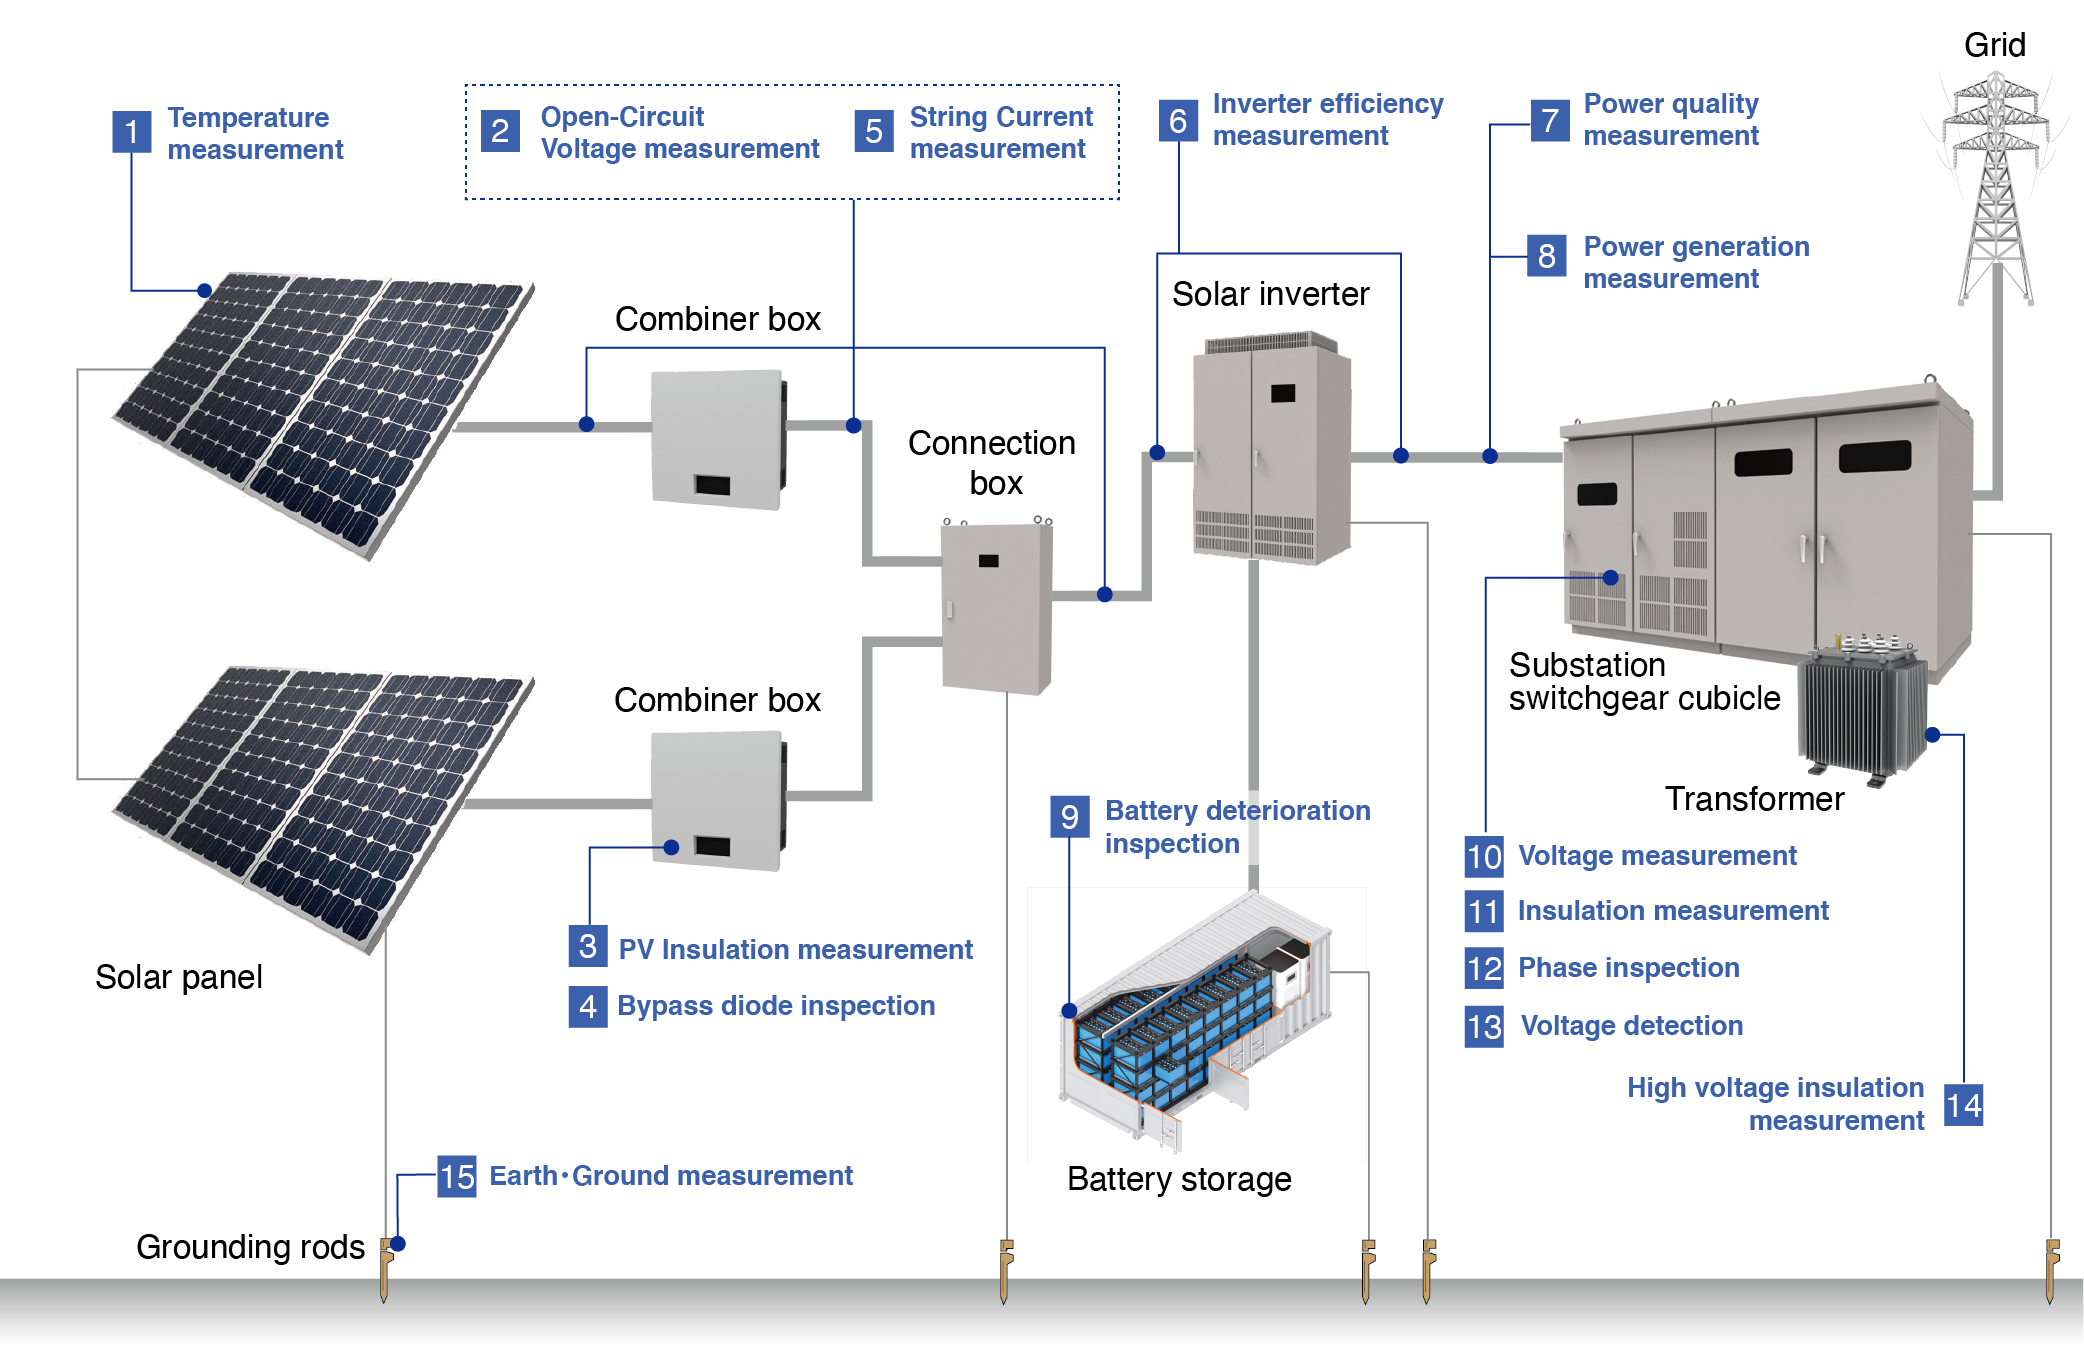 Grid
1
Temperature
measurement
2
Open-Circuit
Voltage measurement
5
String Current
measurement
6
Inverter efficiency
measurement
7
Power quality
measurement
8
Power generation
measurement
Solar inverter
Combiner box
Connection
box
Substation
switchgear cubicle
Combiner box
Transformer
9
Battery deterioration
inspection
10
Voltage measurement
11
Insulation measurement
12
Phase inspection
13
Voltage detection
3
PV Insulation measurement
4
Bypass diode inspection
Solar panel
High voltage insulation
measurement
14
Battery storage
15
Earth・Ground measurement
Grounding rods